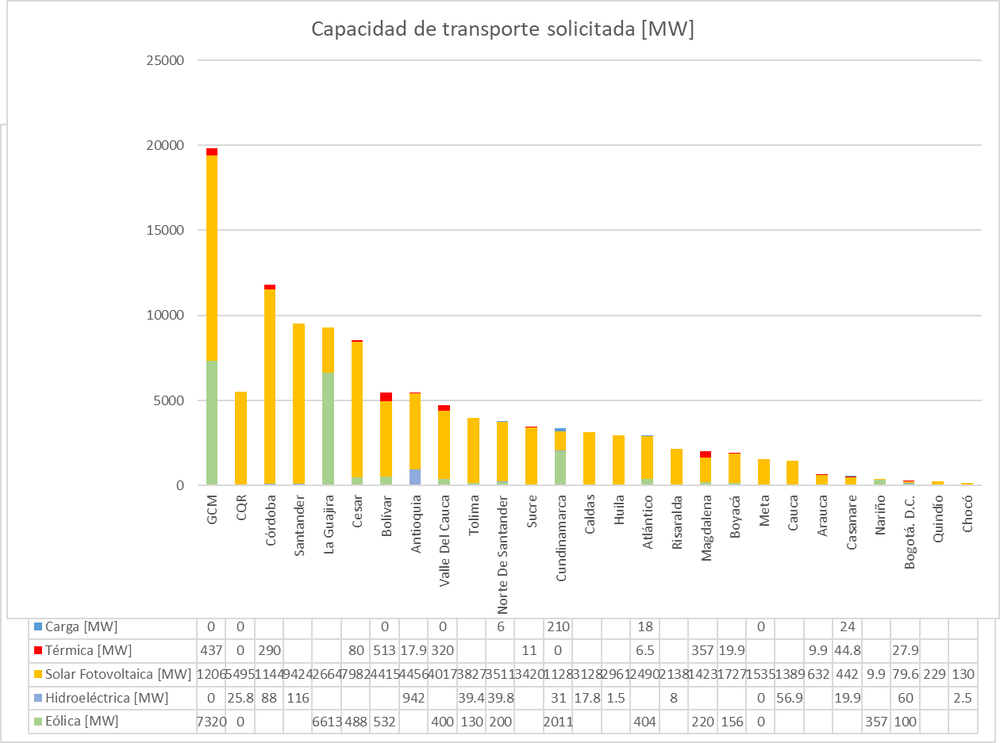 Capacidad de transporte solicitada [MW]
25000
20000
15000
10000
5000
0
GCM CQR Córdoba Santander La Guajira Cesar Bolívar Antioquia Valle Del Cauca Tolima Norte De Santander Sucre Cundinamarca Caldas Huila Atlántico Risaralda Magdalena Boyacá Meta Cauca Arauca Casanare Nariño Bogotá. D.C. Quindío Chocó
Carga [MW] 0 0 0 0 6 210 18 0 24
Térmica [MW] 437 0 290 80 513 17.9 320 11 0 6.5 357 19.9 9.9 44.8 27.9
Solar Fotovoltaica [MW] 1206 5495 1144 9424 2664 7982 4415 4456 4017 3827 3511 3420 1128 3128 2961 2490 2138 1423 1727 1535 1389 632 442 9.9 79.6 229 130
Hidroeléctrica [MW] 0 25.8 88 116 942 39.4 39.8 31 17.8 1.5 8 0 56.9 19.9 60 2.5
Eólica [MW] 7320 0 6613 488 532 400 130 200 2011 404 220 156 0 357 100